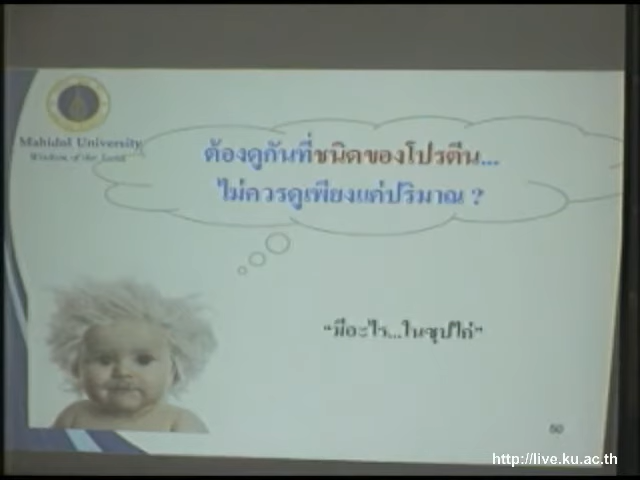 Mahidol University
Wisdom of the Land
ต้องดูกันที่ชนิดของโปรตีน...
ไม่ควรดูเพียงแค่ปริมาณ ?
“มีอะไร...ในซุปไก่”
50
http://live.ku.ac.th